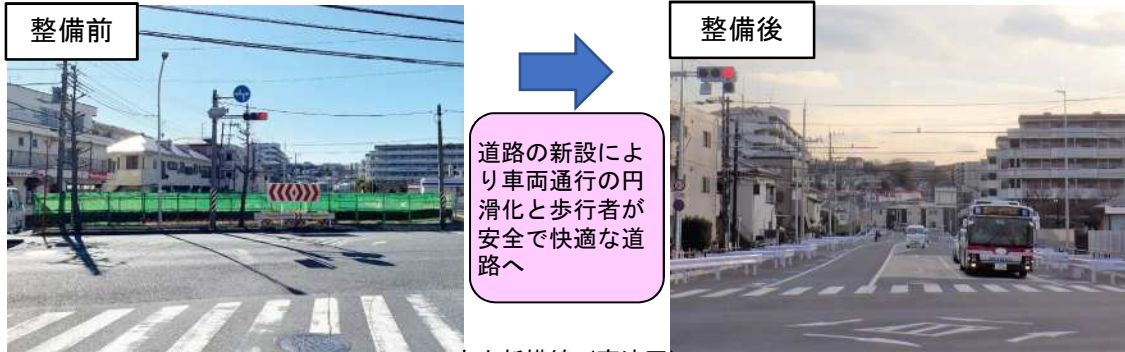 整備前
整備後
道路の新設によ
り車両通行の円
滑化と歩行者が
安全で快適な道
路へ